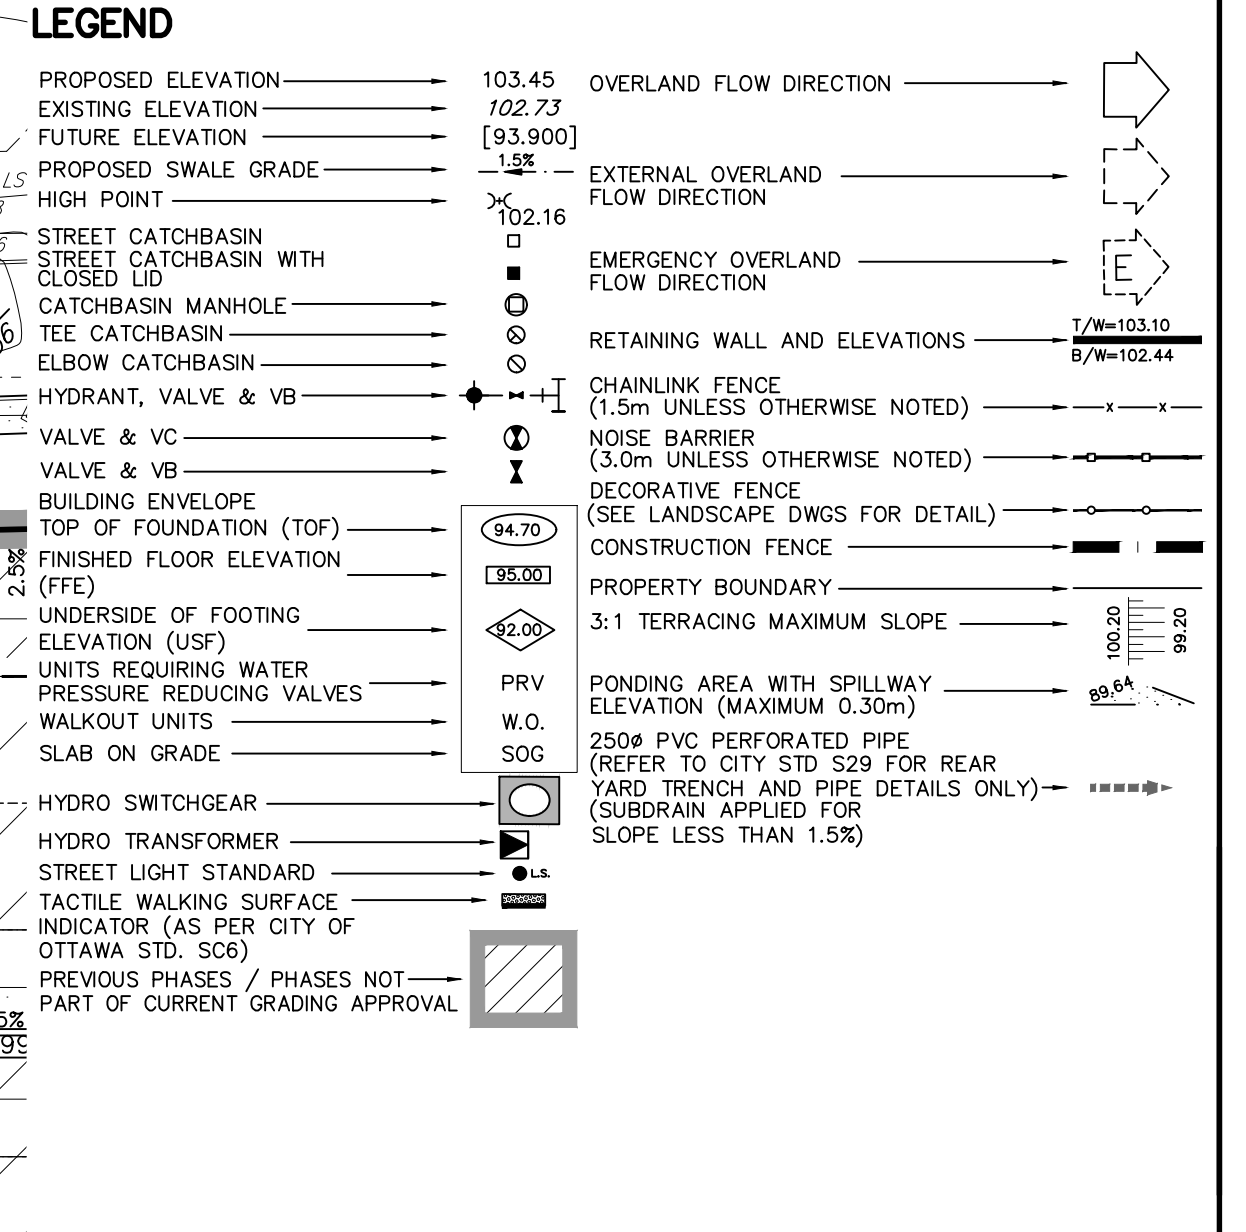 LEGEND
PROPOSED ELEVATION 103.45
EXISTING ELEVATION 102.73
FUTURE ELEVATION [93.900]
PROPOSED SWALE GRADE 1.5%
HIGH POINT
102.16
STREET CATCHBASIN
STREET CATCHBASIN WITH
CLOSED LID
CATCHBASIN MANHOLE
TEE CATCHBASIN
ELBOW CATCHBASIN
HYDRANT, VALVE & VB
VALVE & VC
VALVE & VB
BUILDING ENVELOPE
TOP OF FOUNDATION (TOF) 94.70
FINISHED FLOOR ELEVATION
(FFE) 95.00
UNDERSIDE OF FOOTING
ELEVATION (USF) 92.00
UNITS REQUIRING WATER
PRESSURE REDUCING VALVES PRV
WALKOUT UNITS W.O.
SLAB ON GRADE SOG
HYDRO SWITCHGEAR
HYDRO TRANSFORMER
STREET LIGHT STANDARD L.S.
TACTILE WALKING SURFACE
INDICATOR (AS PER CITY OF
OTTAWA STD. SC6)
PREVIOUS PHASES / PHASES NOT
PART OF CURRENT GRADING APPROVAL
OVERLAND FLOW DIRECTION
EXTERNAL OVERLAND
FLOW DIRECTION
EMERGENCY OVERLAND
FLOW DIRECTION
E
RETAINING WALL AND ELEVATIONS
T/W=103.10
B/W=102.44
CHAINLINK FENCE
(1.5m UNLESS OTHERWISE NOTED)
x x
NOISE BARRIER
(3.0m UNLESS OTHERWISE NOTED)
DECORATIVE FENCE
(SEE LANDSCAPE DWGS FOR DETAIL)
CONSTRUCTION FENCE
PROPERTY BOUNDARY
3:1 TERRACING MAXIMUM SLOPE
100.20
99.20
PONDING AREA WITH SPILLWAY
ELEVATION (MAXIMUM 0.30m)
89.64
250ø PVC PERFORATED PIPE
(REFER TO CITY STD S29 FOR REAR
YARD TRENCH AND PIPE DETAILS ONLY)
(SUBDRAIN APPLIED FOR
SLOPE LESS THAN 1.5%)
LS
2.5%
5%